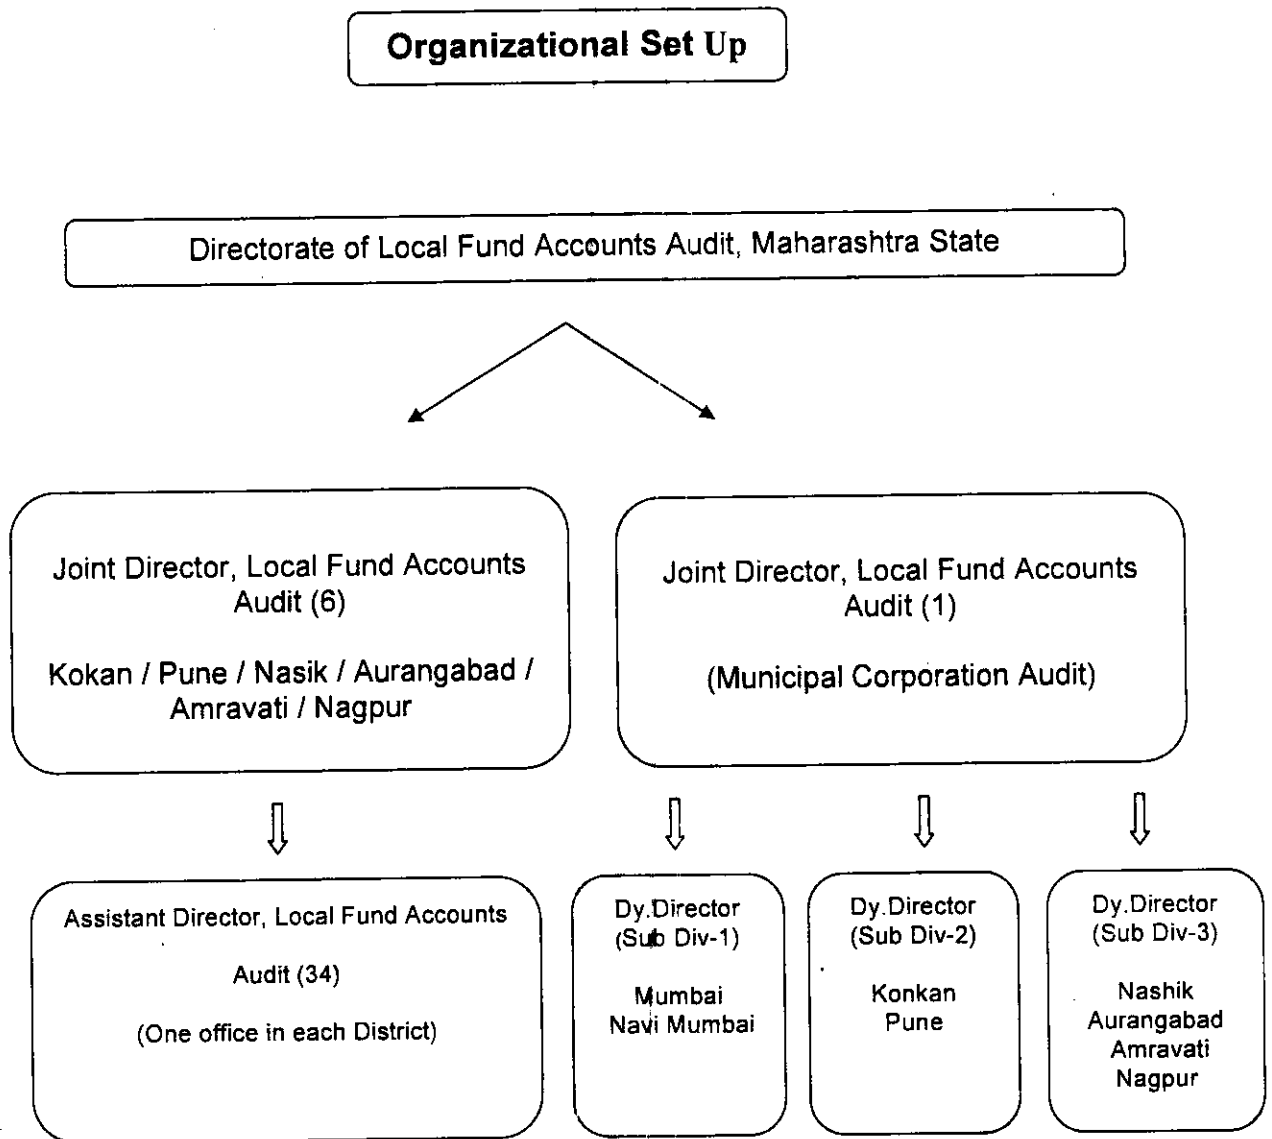 Organizational Set Up
Directorate of Local Fund Accounts Audit, Maharashtra State
Joint Director, Local Fund Accounts
Audit (6)
Kokan / Pune / Nasik / Aurangabad /
Amravati / Nagpur
Joint Director, Local Fund Accounts
Audit (1)
(Municipal Corporation Audit)
Assistant Director, Local Fund Accounts
Audit (34)
(One office in each District)
Dy.Director
(Sub Div-1)
Mumbai
Navi Mumbai
Dy.Director
(Sub Div-2)
Konkan
Pune
Dy.Director
(Sub Div-3)
Nashik
Aurangabad
Amravati
Nagpur